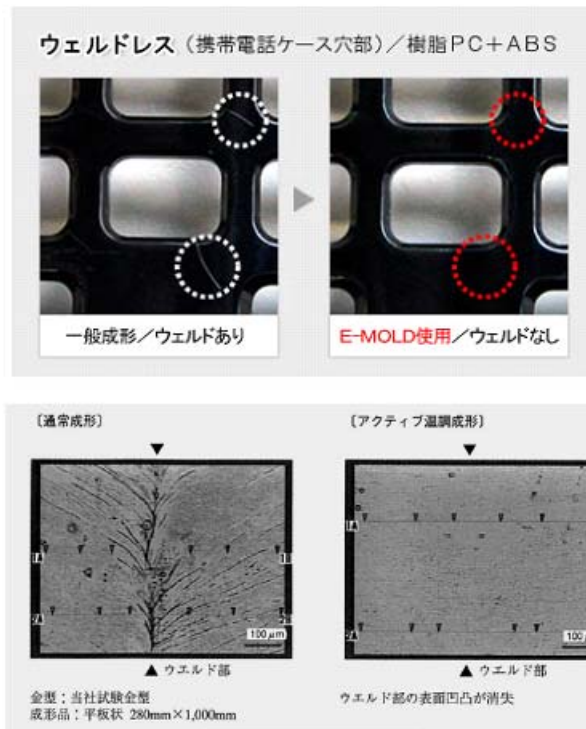 ウェルドレス（携帯電話ケース穴部）／樹脂PC＋ABS
一般成形／ウェルドあり
E-MOLD使用／ウェルドなし
〔通常成形〕
〔アクティブ温調成形〕
100μm
100
▲ ウエルド部
▲ ウエルド部
金型：当社試験金型
成形品：平板状 280mm×1,000mm
ウエルド部の表面凹凸が消失